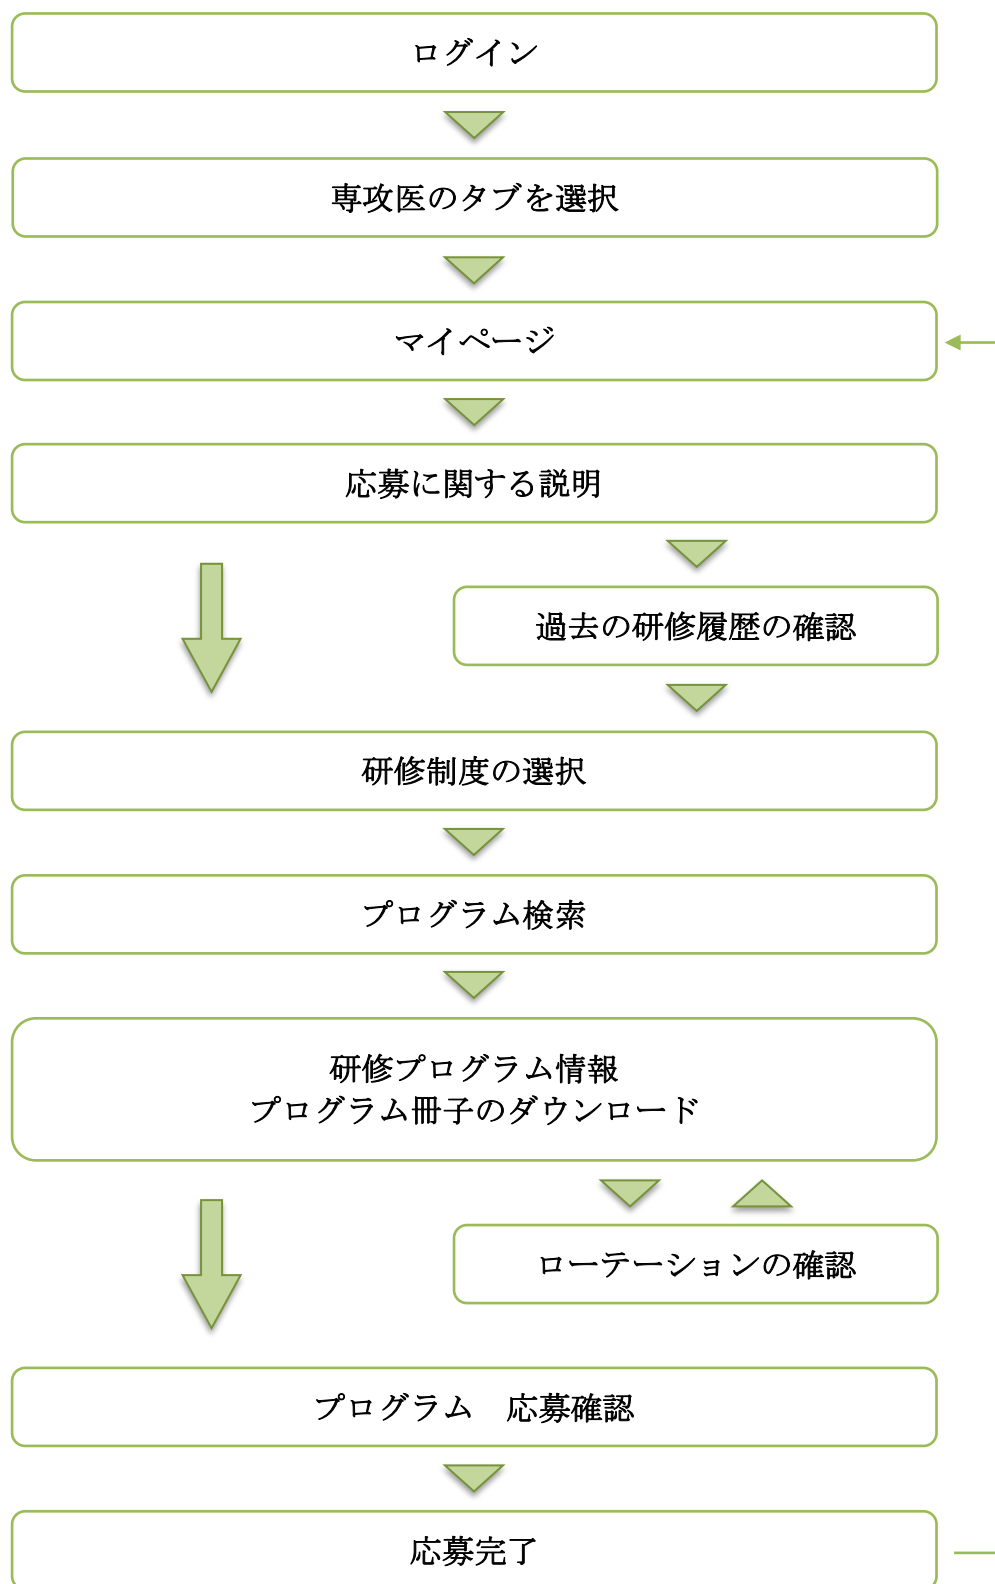 ログイン
専攻医のタブを選択
マイページ
応募に関する説明
過去の研修履歴の確認
研修制度の選択
プログラム検索
研修プログラム情報
プログラム冊子のダウンロード
ローテーションの確認
プログラム　応募確認
応募完了